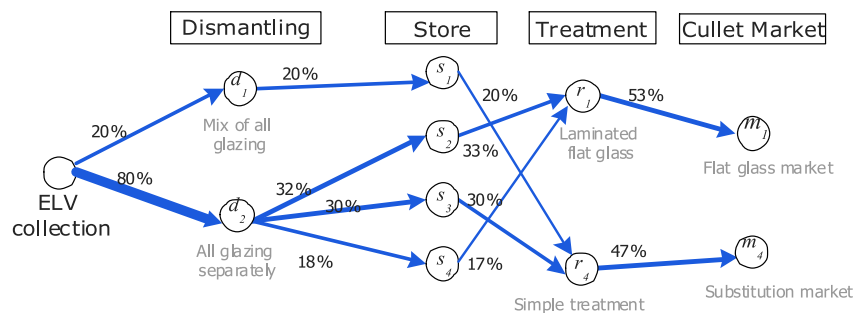 Dismantling
Store
Treatment
Cullet Market
d1
20%
s1
20%
r1
53%
m1
20%
Mix of all
glazing
s2
33%
Laminated
flat glass
Flat glass market
ELV
collection
80%
d2
32%
30%
s3
30%
All glazing
separately
18%
s4
17%
r4
47%
m4
Simple treatment
Substitution market